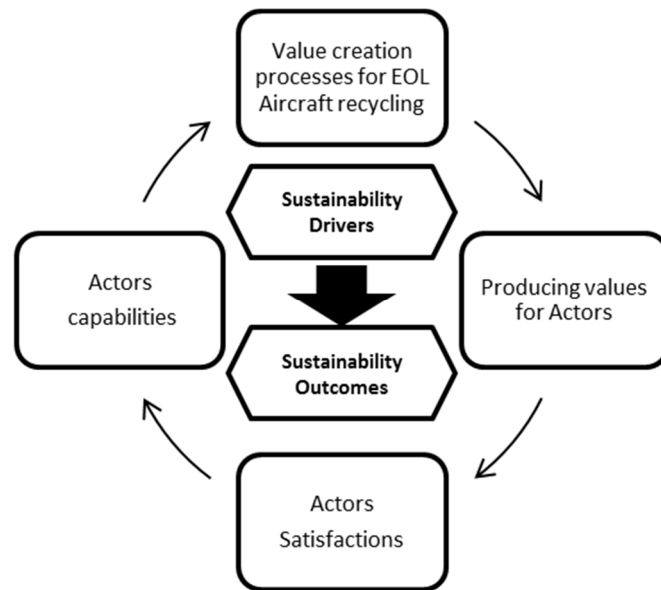 Value creation
processes for EOL
Aircraft recycling
Sustainability
Drivers
Actors
capabilities
Producing values
for Actors
Sustainability
Outcomes
Actors
Satisfactions